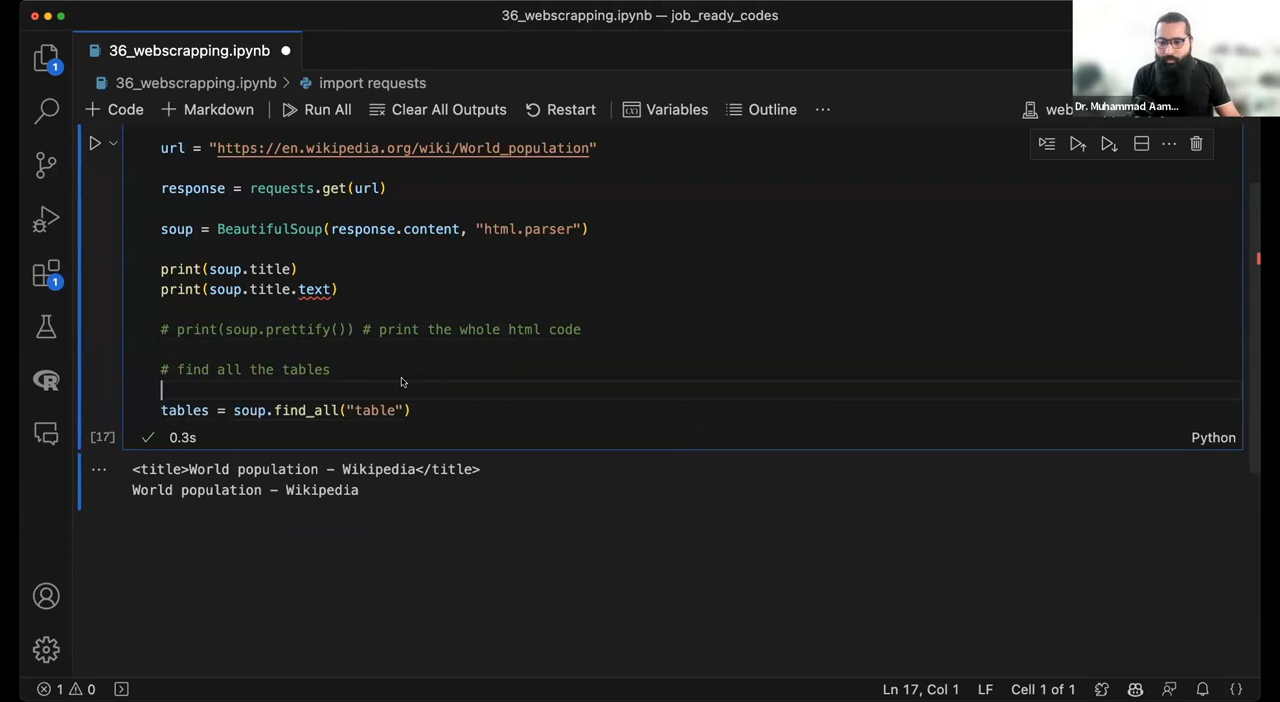 36_webscrapping.ipynb — job_ready_codes
36_webscrapping.ipynb
1
36_webscrapping.ipynb > import requests
Code
Markdown
Run All
Clear All Outputs
Restart
Variables
Outline
···
web
Dr. Muhammad Aam...
url = "https://en.wikipedia.org/wiki/World_population"
response = requests.get(url)
soup = BeautifulSoup(response.content, "html.parser")
print(soup.title)
print(soup.title.text)
# print(soup.prettify()) # print the whole html code
# find all the tables
tables = soup.find_all("table")
[17]
0.3s
Python
1
<title>World population - Wikipedia</title>
World population - Wikipedia
R
1
0
Ln 17, Col 1
LF
Cell 1 of 1
{}